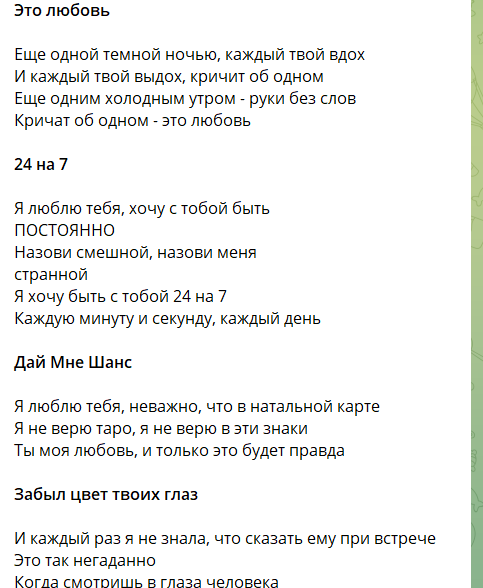 Это любовь
Еще одной темной ночью, каждый твой вдох
И каждый твой выдох, кричит об одном
Еще одним холодным утром - руки без слов
Кричат об одном - это любовь
24 на 7
Я люблю тебя, хочу с тобой быть
ПОСТОЯННО
Назови смешной, назови меня
странной
Я хочу быть с тобой 24 на 7
Каждую минуту и секунду, каждый день
Дай Мне Шанс
Я люблю тебя, неважно, что в натальной карте
Я не верю таро, я не верю в эти знаки
Ты моя любовь, и только это будет правда
Забыл цвет твоих глаз
И каждый раз я не знала, что сказать ему при встрече
Это так негаданно
Когда смотришь в глаза человека